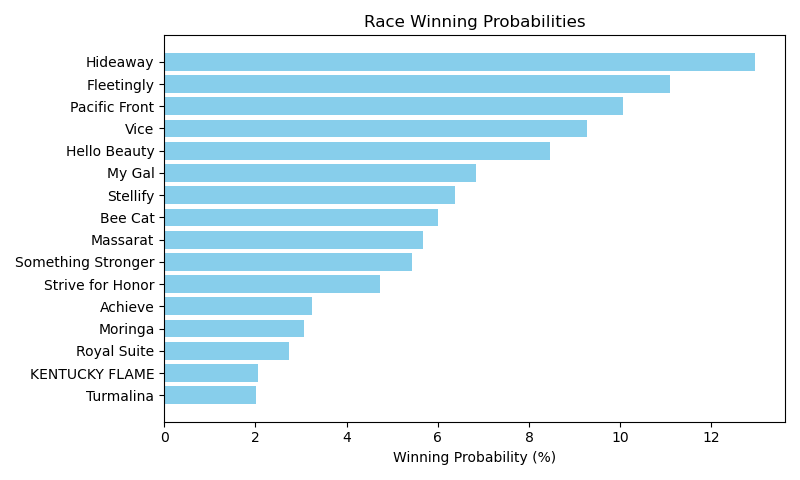 Race Winning Probabilities
Hideaway
Fleetingly
Pacific Front
Vice
Hello Beauty
My Gal
Stellify
Bee Cat
Massarat
Something Stronger
Strive for Honor
Achieve
Moringa
Royal Suite
KENTUCKY FLAME
Turmalina
0 2 4 6 8 10 12
Winning Probability (%)